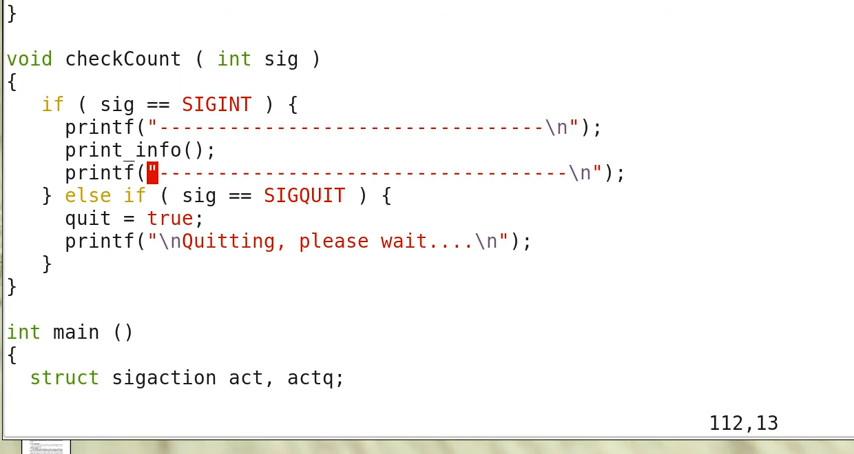 }
void checkCount ( int sig )
{
   if ( sig == SIGINT ) {
     printf("---------------------------------\n");
     print_info();
     printf("-----------------------------------\n");
   } else if ( sig == SIGQUIT ) {
     quit = true;
     printf("\nQuitting, please wait....\n");
   }
}
int main ()
{
  struct sigaction act, actq;
112,13